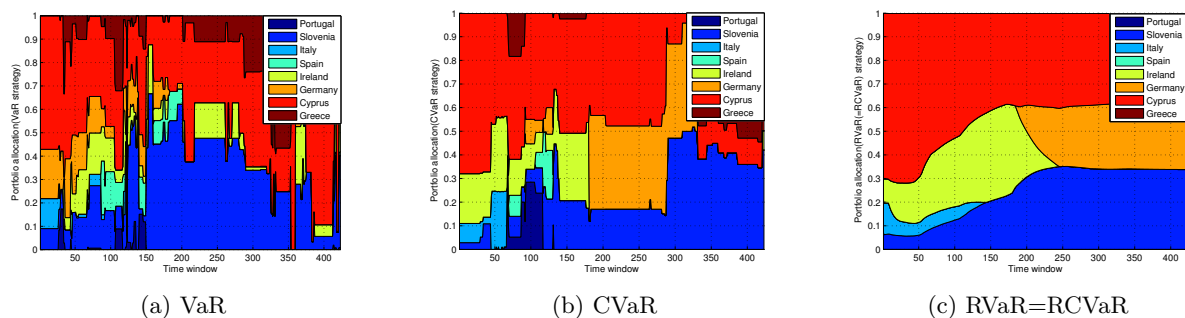 Portfolio allocation(VaR strategy)
1
0.9
0.8
0.7
0.6
0.5
0.4
0.3
0.2
0.1
0
50 100 150 200 250 300 350 400
Time window
Portugal
Slovenia
Italy
Spain
Ireland
Germany
Cyprus
Greece
(a) VaR
Portfolio allocation(CVaR strategy)
1
0.9
0.8
0.7
0.6
0.5
0.4
0.3
0.2
0.1
0
50 100 150 200 250 300 350 400
Time window
Portugal
Slovenia
Italy
Spain
Ireland
Germany
Cyprus
Greece
(b) CVaR
Portfolio allocation(RVaR(=RCVaR) strategy)
1
0.9
0.8
0.7
0.6
0.5
0.4
0.3
0.2
0.1
0
50 100 150 200 250 300 350 400
Time window
Portugal
Slovenia
Italy
Spain
Ireland
Germany
Cyprus
Greece
(c) RVaR=RCVaR